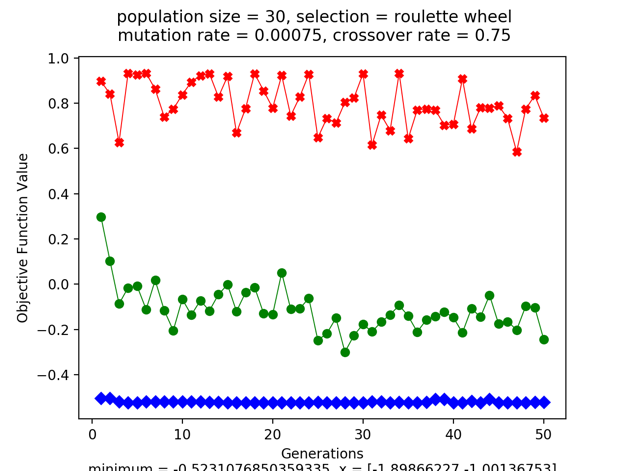 population size = 30, selection = roulette wheel
mutation rate = 0.00075, crossover rate = 0.75
1.0
0.8
0.6
0.4
0.2
0.0
−0.2
−0.4
Objective Function Value
0 10 20 30 40 50
Generations
minimum = -0.5231076850359335, x = [-1.89866227 -1.00136753]